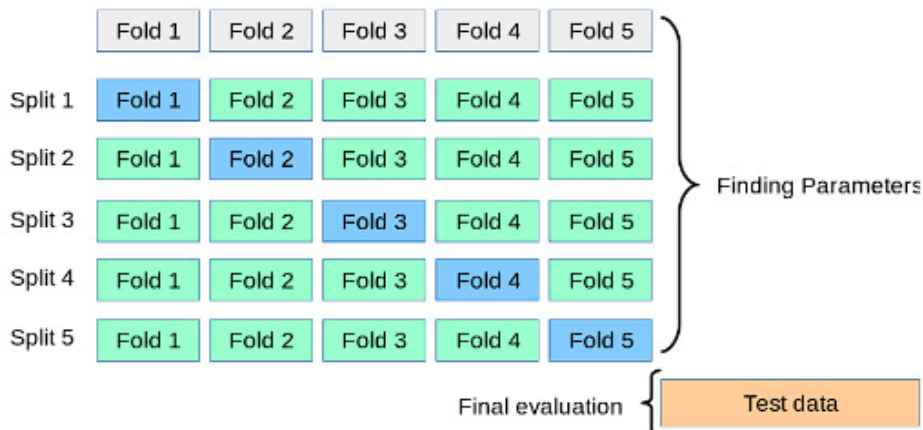 Fold 1 Fold 2 Fold 3 Fold 4 Fold 5
Split 1 Fold 1 Fold 2 Fold 3 Fold 4 Fold 5
Split 2 Fold 1 Fold 2 Fold 3 Fold 4 Fold 5
Finding Parameters
Split 3 Fold 1 Fold 2 Fold 3 Fold 4 Fold 5
Split 4 Fold 1 Fold 2 Fold 3 Fold 4 Fold 5
Split 5 Fold 1 Fold 2 Fold 3 Fold 4 Fold 5
Final evaluation Test data